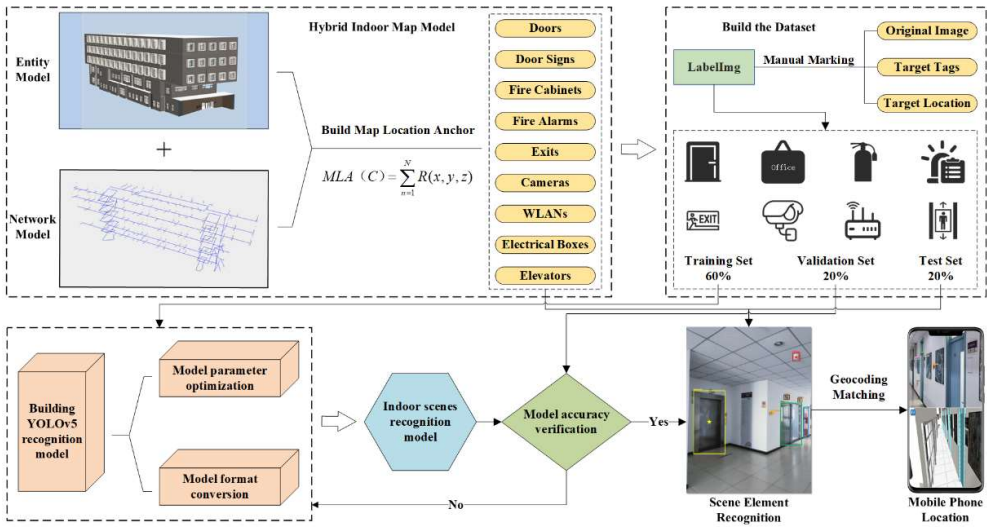 Hybrid Indoor Map Model
Entity
Model
+
Network
Model
Build Map Location Anchor
MLA（C）=∑R(x, y, z)
N
n=1
Doors
Door Signs
Fire Cabinets
Fire Alarms
Exits
Cameras
WLANs
Electrical Boxes
Elevators
Build the Dataset
LabelImg
Manual Marking
Original Image
Target Tags
Target Location
Office
EXIT
Training Set
60%
Validation Set
20%
Test Set
20%
Building
YOLOv5
recognition
model
Model parameter
optimization
Model format
conversion
Indoor scenes
recognition
model
Model accuracy
verification
Yes
No
Scene Element
Recognition
Geocoding
Matching
Mobile Phone
Location